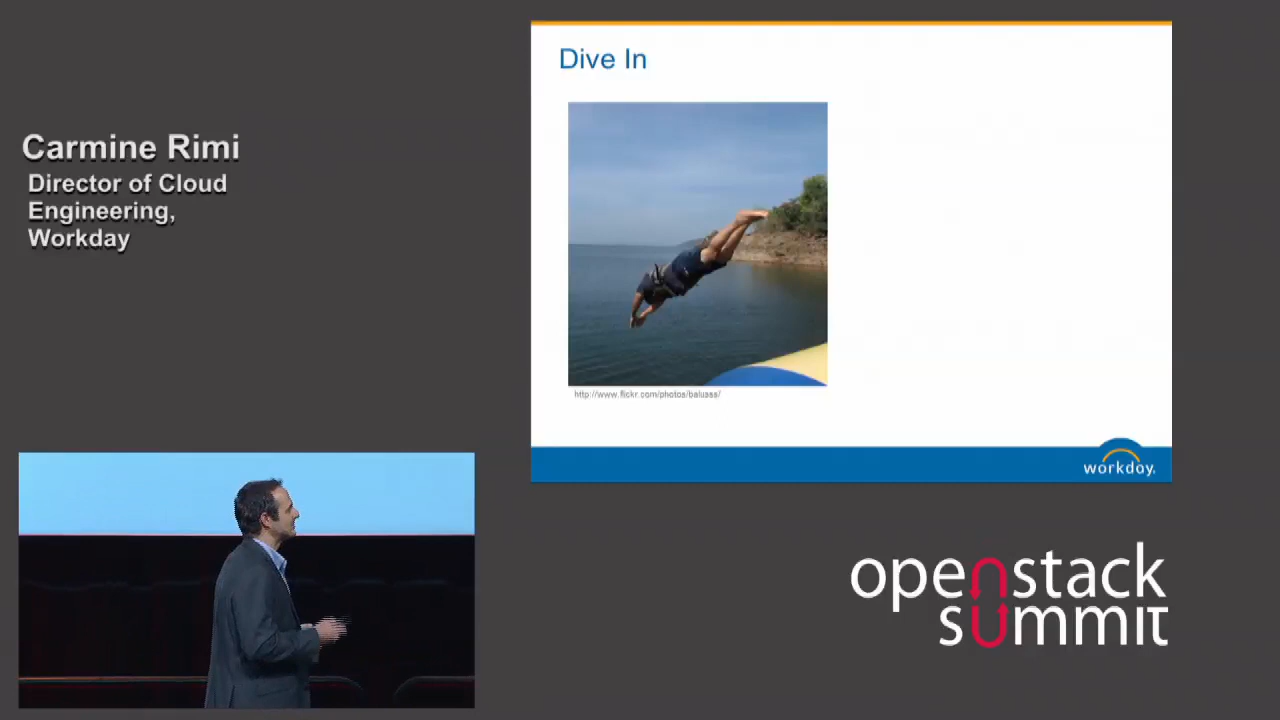 Carmine Rimi
Director of Cloud
Engineering,
Workday
Dive In
http://www.flickr.com/photos/baluass/
workday.
openstack
summit